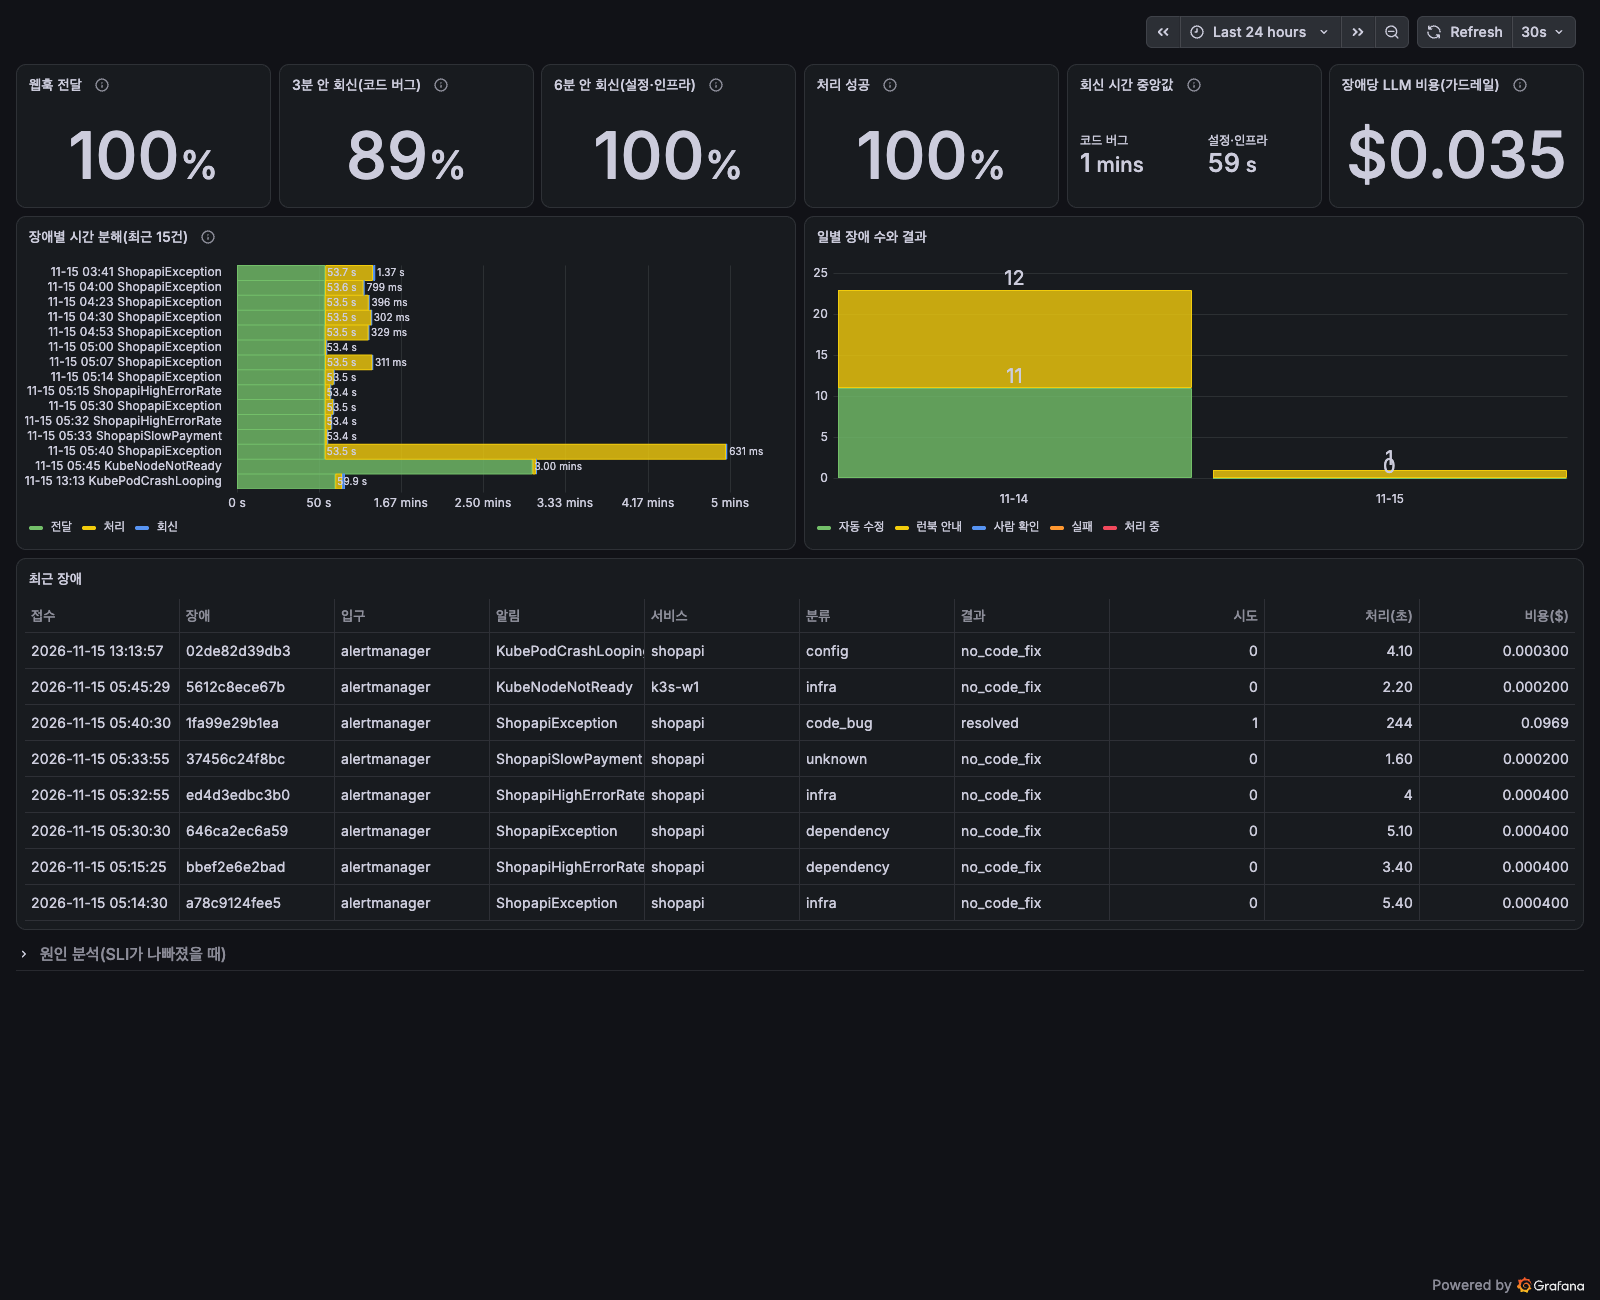 Last 24 hours
Refresh
30s
웹훅 전달
100%
3분 안 회신(코드 버그)
89%
6분 안 회신(설정·인프라)
100%
처리 성공
100%
회신 시간 중앙값
코드 버그
1 mins
설정·인프라
59 s
장애당 LLM 비용(가드레일)
$0.035
장애별 시간 분해(최근 15건)
11-15 03:41 ShopapiException 53.7 s 1.37 s
11-15 04:00 ShopapiException 53.6 s 799 ms
11-15 04:23 ShopapiException 53.5 s 396 ms
11-15 04:30 ShopapiException 53.5 s 302 ms
11-15 04:53 ShopapiException 53.5 s 329 ms
11-15 05:00 ShopapiException 53.4 s
11-15 05:07 ShopapiException 53.5 s 311 ms
11-15 05:14 ShopapiException 53.5 s
11-15 05:15 ShopapiHighErrorRate 53.4 s
11-15 05:30 ShopapiException 53.5 s
11-15 05:32 ShopapiHighErrorRate 53.4 s
11-15 05:33 ShopapiSlowPayment 53.4 s
11-15 05:40 ShopapiException 53.5 s 631 ms
11-15 05:45 KubeNodeNotReady 3.00 mins
11-15 13:13 KubePodCrashLooping 59.9 s
0 s 50 s 1.67 mins 2.50 mins 3.33 mins 4.17 mins 5 mins
전달 처리 회신
일별 장애 수와 결과
25
20
15
10
5
0
12
11
1
0
11-14 11-15
자동 수정 런북 안내 사람 확인 실패 처리 중
최근 장애
접수 장애 입구 알림 서비스 분류 결과 시도 처리(초) 비용($)
2026-11-15 13:13:57 02de82d39db3 alertmanager KubePodCrashLooping shopapi config no_code_fix 0 4.10 0.000300
2026-11-15 05:45:29 5612c8ece67b alertmanager KubeNodeNotReady k3s-w1 infra no_code_fix 0 2.20 0.000200
2026-11-15 05:40:30 1fa99e29b1ea alertmanager ShopapiException shopapi code_bug resolved 1 244 0.0969
2026-11-15 05:33:55 37456c24f8bc alertmanager ShopapiSlowPayment shopapi unknown no_code_fix 0 1.60 0.000200
2026-11-15 05:32:55 ed4d3edbc3b0 alertmanager ShopapiHighErrorRate shopapi infra no_code_fix 0 4 0.000400
2026-11-15 05:30:30 646ca2ec6a59 alertmanager ShopapiException shopapi dependency no_code_fix 0 5.10 0.000400
2026-11-15 05:15:25 bbef2e6e2bad alertmanager ShopapiHighErrorRate shopapi dependency no_code_fix 0 3.40 0.000400
2026-11-15 05:14:30 a78c9124fee5 alertmanager ShopapiException shopapi infra no_code_fix 0 5.40 0.000400
원인 분석(SLI가 나빠졌을 때)
Powered by Grafana